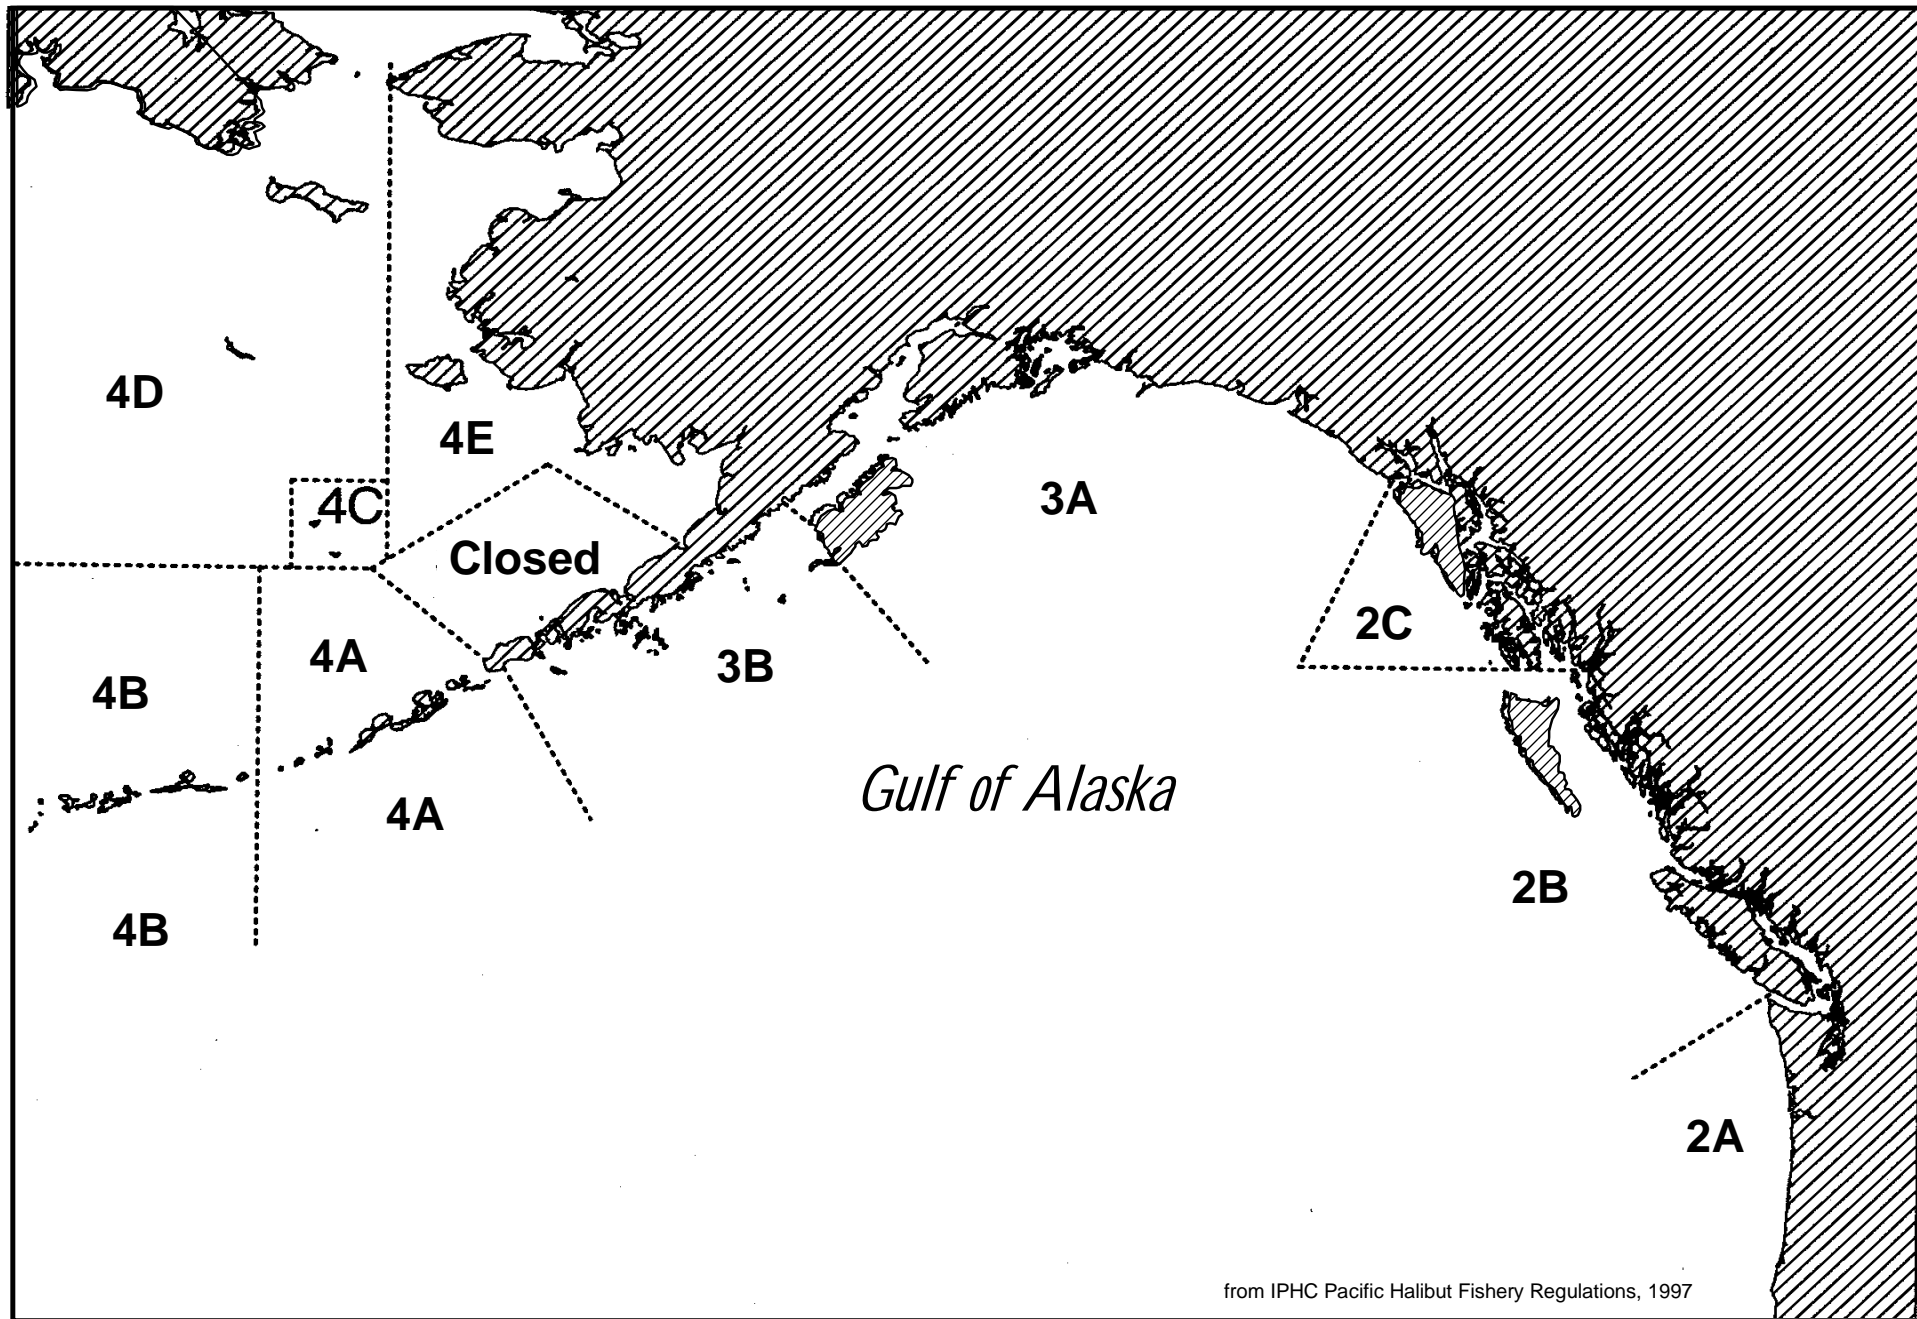 4D
4E
4C
3A
Closed
2C
4A
3B
4B
Gulf of Alaska
4A
2B
4B
2A
from IPHC Pacific Halibut Fishery Regulations, 1997